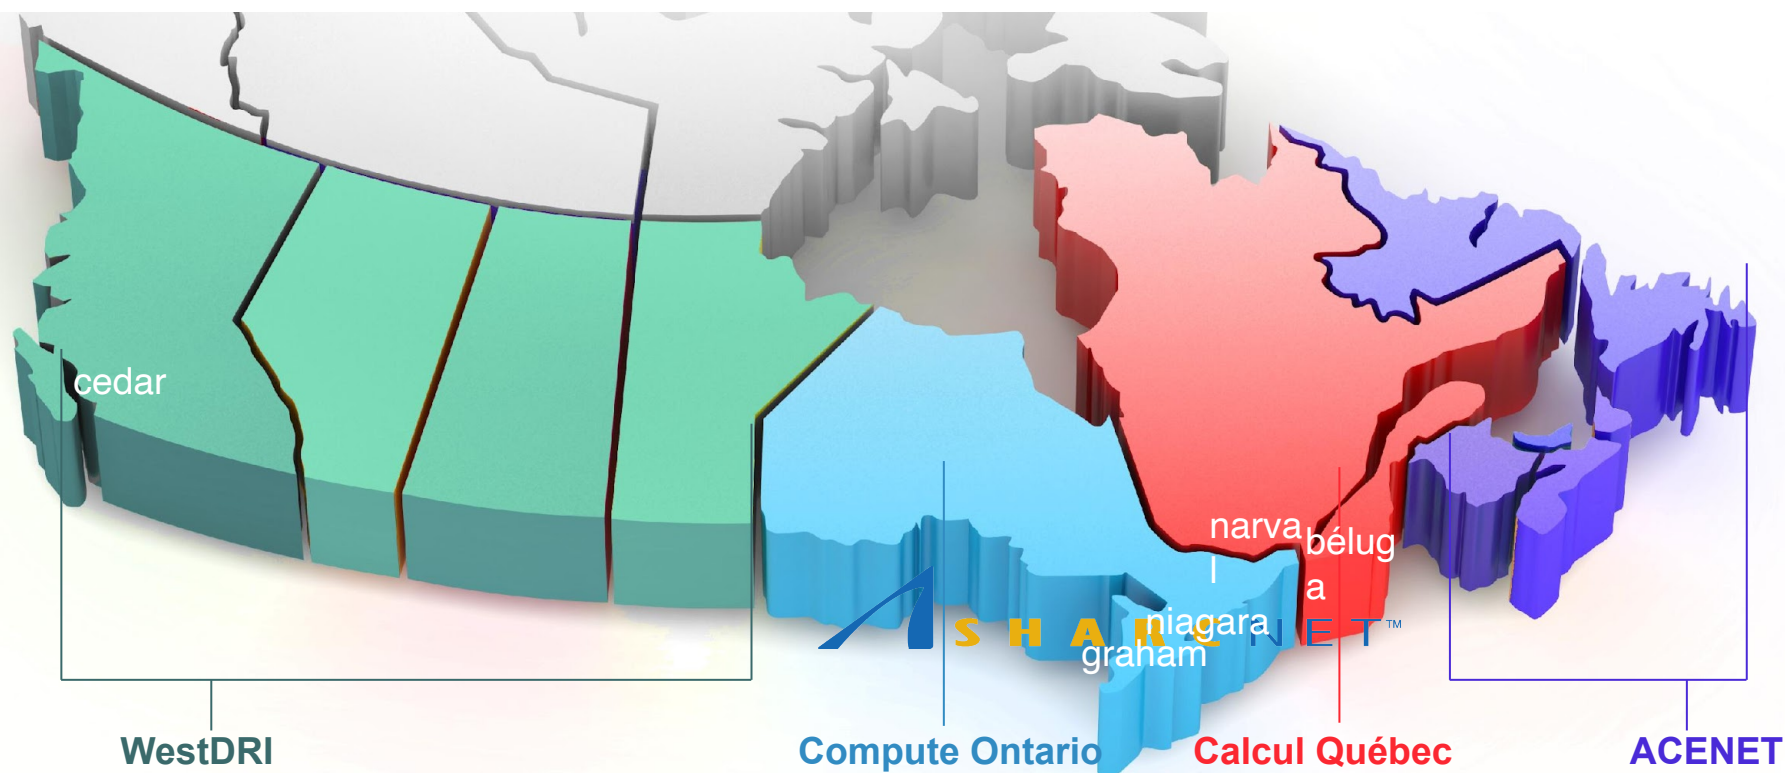 cedar
narva
l
bélug
a
niagara
SHARCNET™
graham
WestDRI
Compute Ontario
Calcul Québec
ACENET